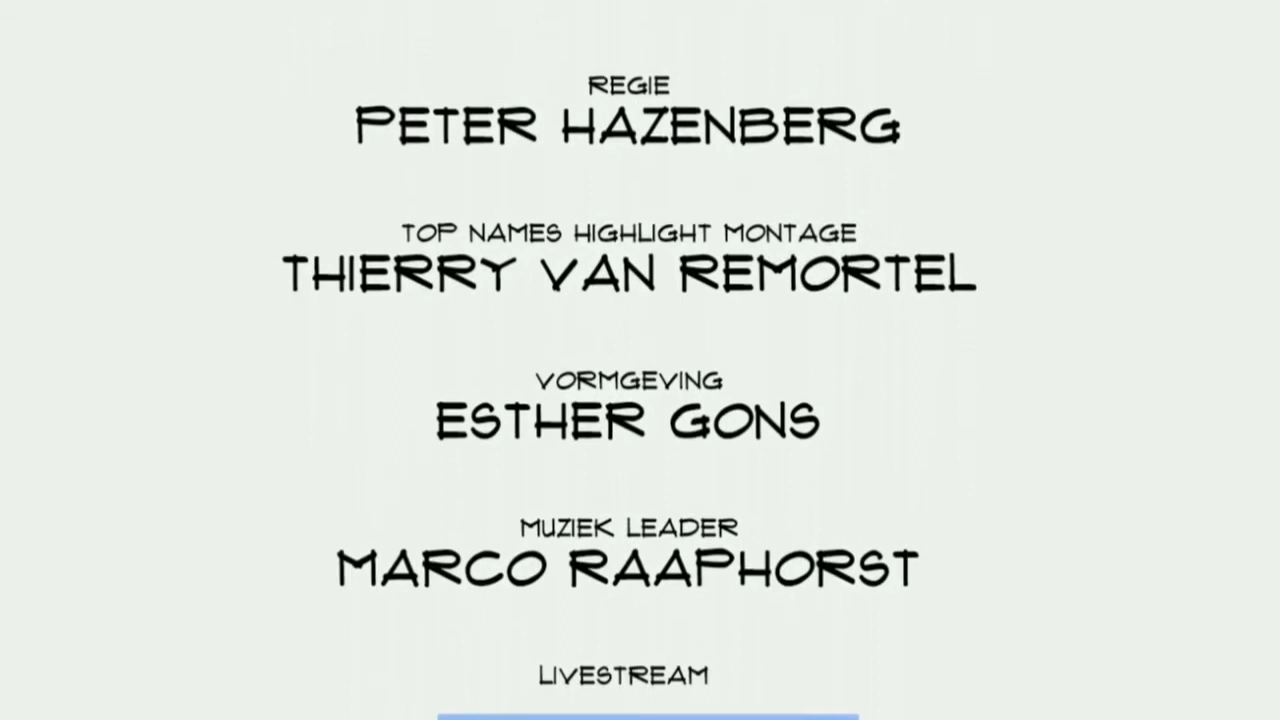 REGIE
PETER HAZENBERG
TOP NAMES HIGHLIGHT MONTAGE
THIERRY VAN REMORTEL
VORMGEVING
ESTHER GONS
MUZIEK LEADER
MARCO RAAPHORST
LIVESTREAM